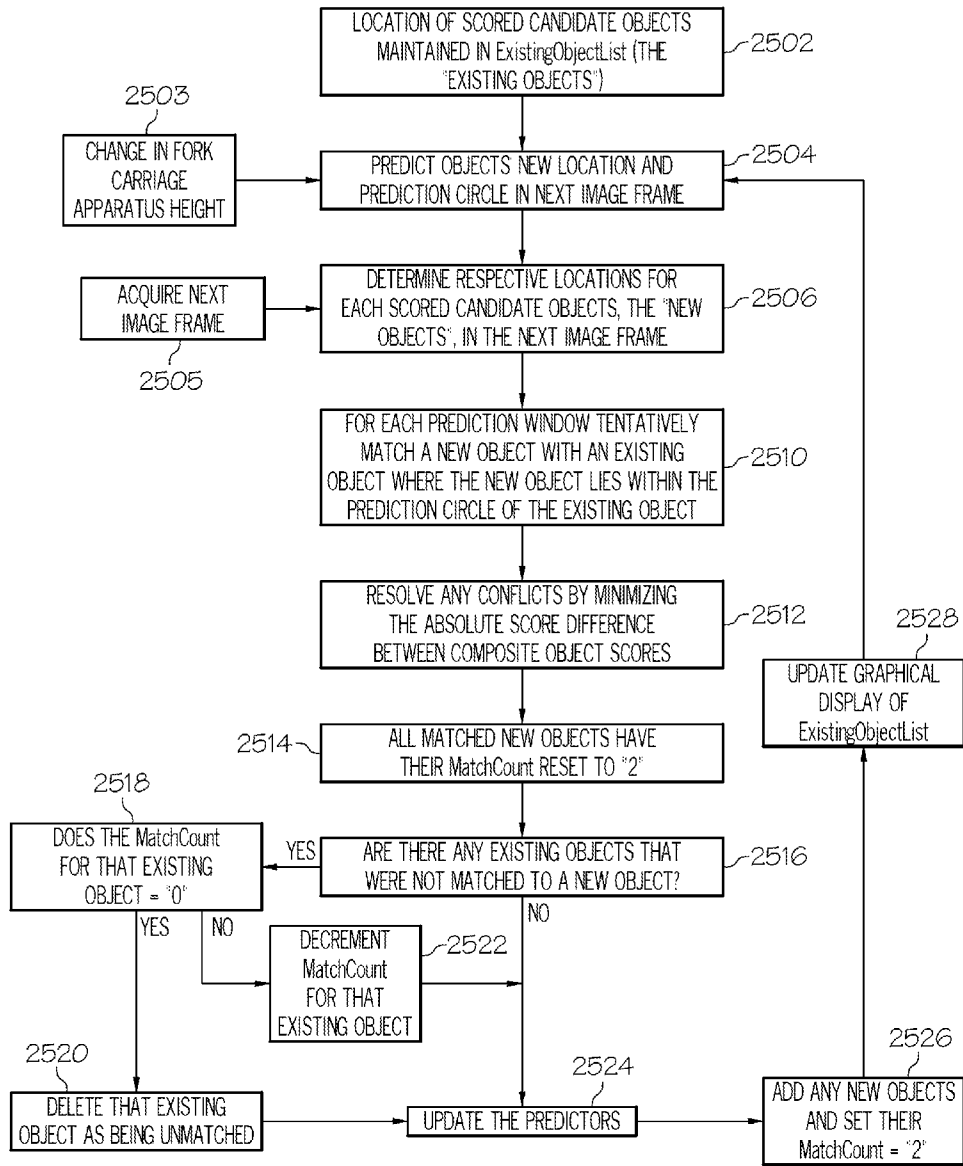 LOCATION OF SCORED CANDIDATE OBJECTS
MAINTAINED IN ExistingObjectList (THE
"EXISTING OBJECTS")
2502
2503
CHANGE IN FORK
CARRIAGE
APPARATUS HEIGHT
PREDICT OBJECTS NEW LOCATION AND
PREDICTION CIRCLE IN NEXT IMAGE FRAME
2504
ACQUIRE NEXT
IMAGE FRAME
2505
DETERMINE RESPECTIVE LOCATIONS FOR
EACH SCORED CANDIDATE OBJECTS, THE "NEW
OBJECTS", IN THE NEXT IMAGE FRAME
2506
FOR EACH PREDICTION WINDOW TENTATIVELY
MATCH A NEW OBJECT WITH AN EXISTING
OBJECT WHERE THE NEW OBJECT LIES WITHIN THE
PREDICTION CIRCLE OF THE EXISTING OBJECT
2510
RESOLVE ANY CONFLICTS BY MINIMIZING
THE ABSOLUTE SCORE DIFFERENCE
BETWEEN COMPOSITE OBJECT SCORES
2512
2528
UPDATE GRAPHICAL
DISPLAY OF
ExistingObjectList
2514
ALL MATCHED NEW OBJECTS HAVE
THEIR MatchCount RESET TO "2"
2518
DOES THE MatchCount
FOR THAT EXISTING
OBJECT = "0"
YES
ARE THERE ANY EXISTING OBJECTS THAT
WERE NOT MATCHED TO A NEW OBJECT?
2516
YES
NO
NO
DECREMENT
MatchCount
FOR THAT
EXISTING OBJECT
2522
2520
DELETE THAT EXISTING
OBJECT AS BEING UNMATCHED
2524
UPDATE THE PREDICTORS
2526
ADD ANY NEW OBJECTS
AND SET THEIR
MatchCount = "2"